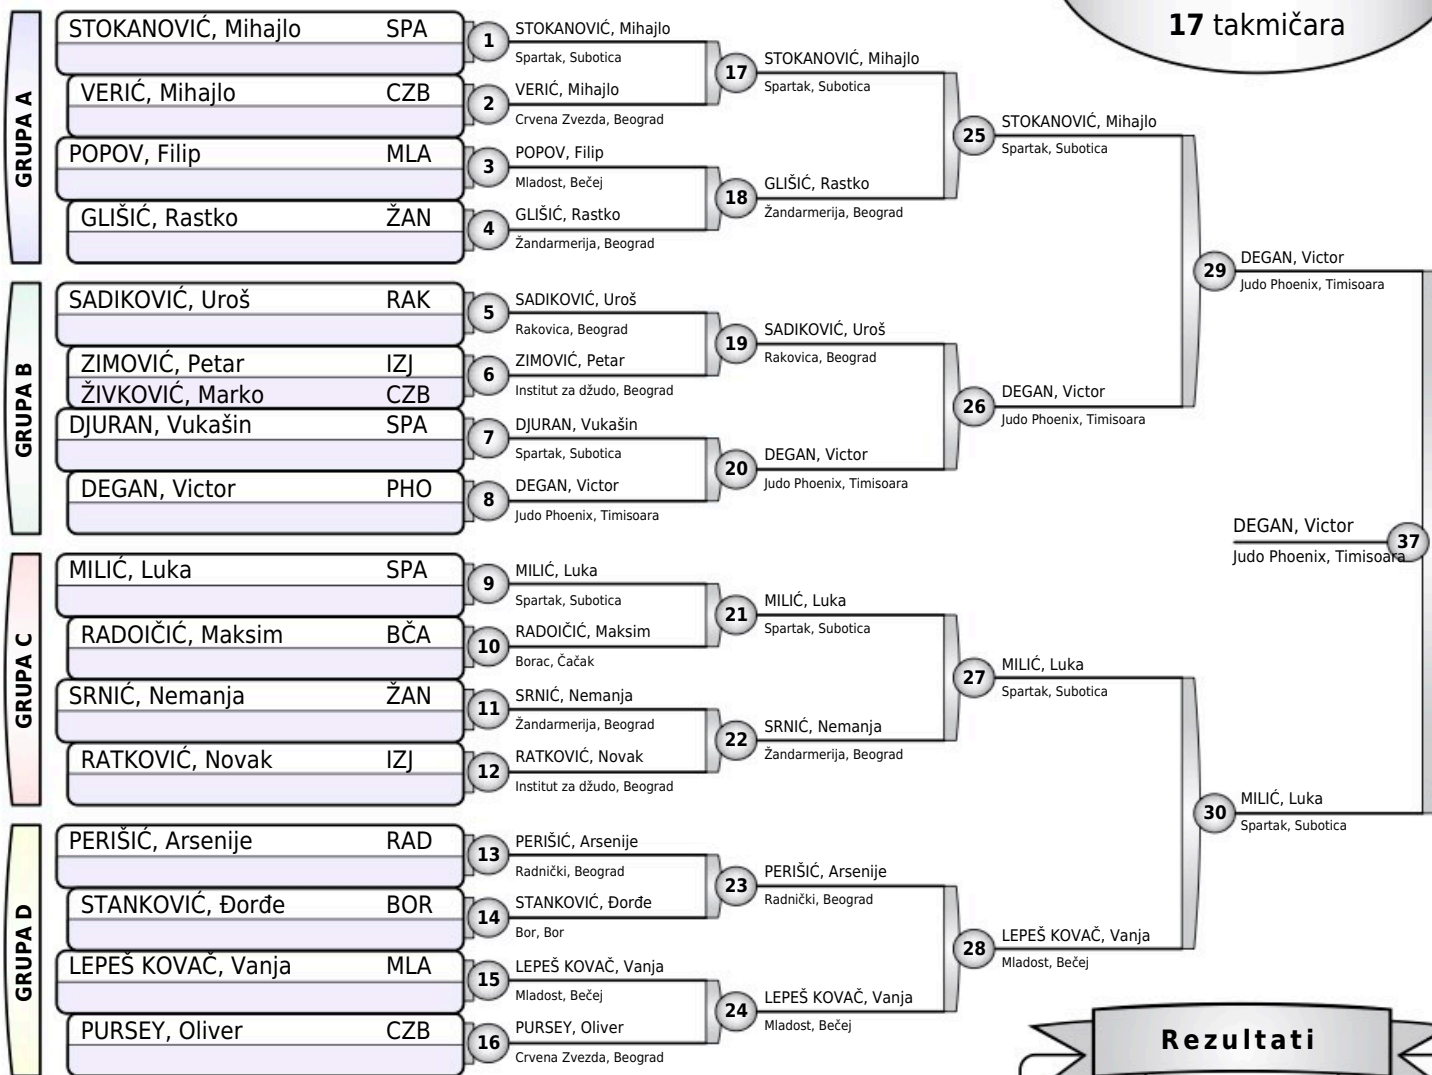 17 takmičara
GRUPA A
STOKANOVIĆ, Mihajlo SPA
VERIĆ, Mihajlo CZB
POPOV, Filip MLA
GLIŠIĆ, Rastko ŽAN
1
STOKANOVIĆ, Mihajlo
Spartak, Subotica
2
VERIĆ, Mihajlo
Crvena Zvezda, Beograd
3
POPOV, Filip
Mladost, Bečej
4
GLIŠIĆ, Rastko
Žandarmerija, Beograd
17
STOKANOVIĆ, Mihajlo
Spartak, Subotica
18
GLIŠIĆ, Rastko
Žandarmerija, Beograd
25
STOKANOVIĆ, Mihajlo
Spartak, Subotica
GRUPA B
SADIKOVIĆ, Uroš RAK
ZIMOVIĆ, Petar IZJ
ŽIVKOVIĆ, Marko CZB
DJURAN, Vukašin SPA
DEGAN, Victor PHO
5
SADIKOVIĆ, Uroš
Rakovica, Beograd
6
ZIMOVIĆ, Petar
Institut za džudo, Beograd
7
DJURAN, Vukašin
Spartak, Subotica
8
DEGAN, Victor
Judo Phoenix, Timisoara
19
SADIKOVIĆ, Uroš
Rakovica, Beograd
20
DEGAN, Victor
Judo Phoenix, Timisoara
26
DEGAN, Victor
Judo Phoenix, Timisoara
29
DEGAN, Victor
Judo Phoenix, Timisoara
GRUPA C
MILIĆ, Luka SPA
RADOIČIĆ, Maksim BČA
SRNIĆ, Nemanja ŽAN
RATKOVIĆ, Novak IZJ
9
MILIĆ, Luka
Spartak, Subotica
10
RADOIČIĆ, Maksim
Borac, Čačak
11
SRNIĆ, Nemanja
Žandarmerija, Beograd
12
RATKOVIĆ, Novak
Institut za džudo, Beograd
21
MILIĆ, Luka
Spartak, Subotica
22
SRNIĆ, Nemanja
Žandarmerija, Beograd
27
MILIĆ, Luka
Spartak, Subotica
GRUPA D
PERIŠIĆ, Arsenije RAD
STANKOVIĆ, Đorđe BOR
LEPEŠ KOVAČ, Vanja MLA
PURSEY, Oliver CZB
13
PERIŠIĆ, Arsenije
Radnički, Beograd
14
STANKOVIĆ, Đorđe
Bor, Bor
15
LEPEŠ KOVAČ, Vanja
Mladost, Bečej
16
PURSEY, Oliver
Crvena Zvezda, Beograd
23
PERIŠIĆ, Arsenije
Radnički, Beograd
24
LEPEŠ KOVAČ, Vanja
Mladost, Bečej
28
LEPEŠ KOVAČ, Vanja
Mladost, Bečej
30
MILIĆ, Luka
Spartak, Subotica
DEGAN, Victor
37
Judo Phoenix, Timisoara
Rezultati